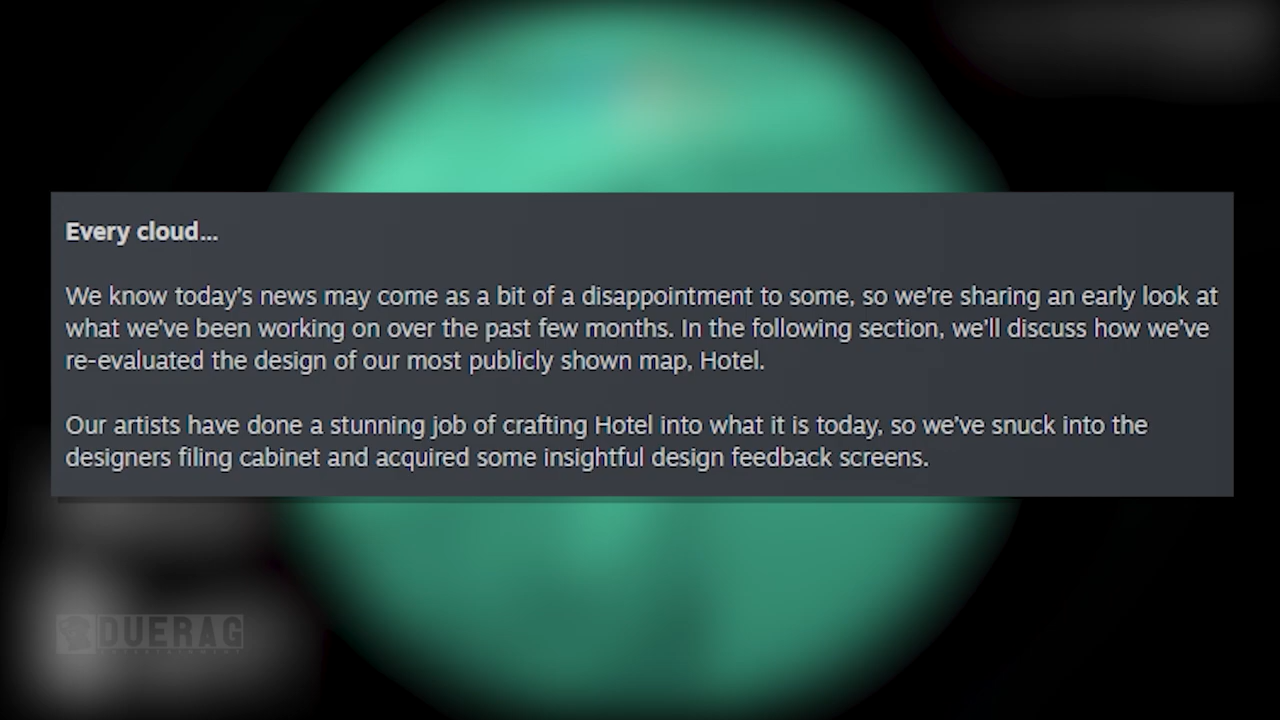 Every cloud...
We know today's news may come as a bit of a disappointment to some, so we're sharing an early look at
what we've been working on over the past few months. In the following section, we'll discuss how we've
re-evaluated the design of our most publicly shown map, Hotel.
Our artists have done a stunning job of crafting Hotel into what it is today, so we've snuck into the
designers filing cabinet and acquired some insightful design feedback screens.
DUERAG
ENTERTAINMENT